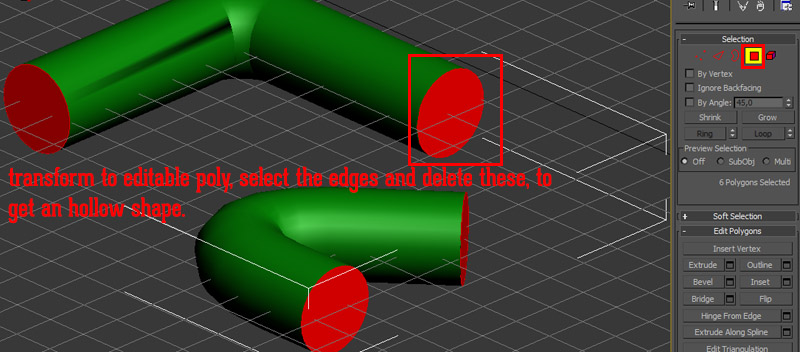 Selection
By Vertex
Ignore Backfacing
By Angle: 45,0
Shrink Grow
Ring Loop
Preview Selection
Off SubObj Multi
6 Polygons Selected
Soft Selection
Edit Polygons
Insert Vertex
Extrude Outline
Bevel Inset
Bridge Flip
Hinge From Edge
Extrude Along Spline
Edit Triangulation
transform to editable poly, select the edges and delete these, to
get an hollow shape.